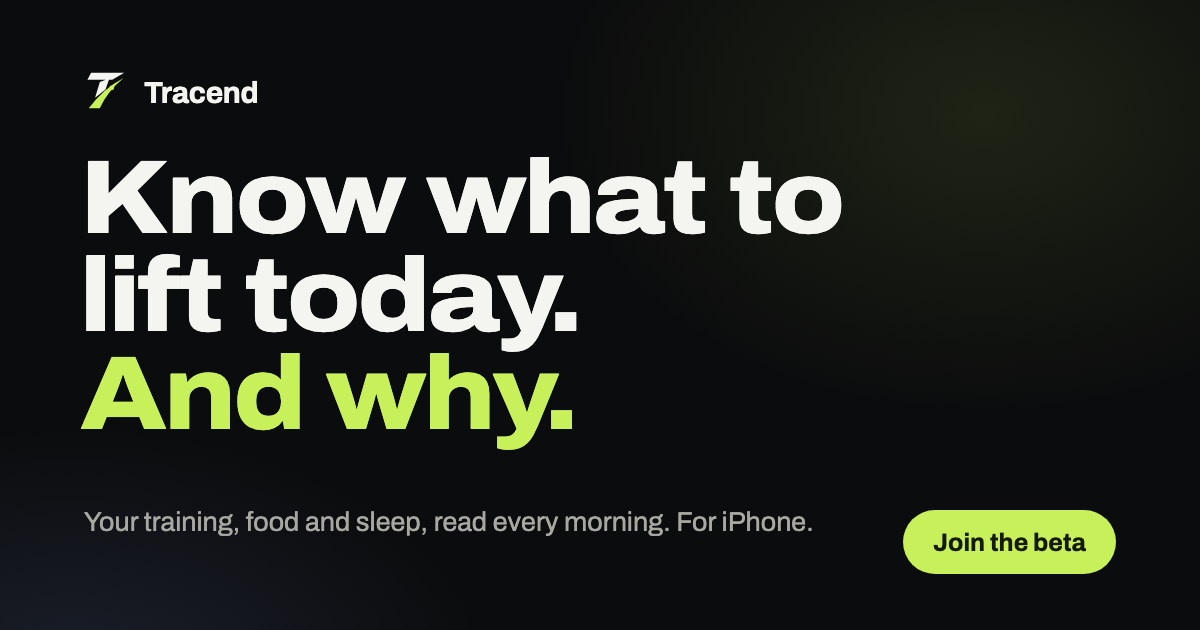 Tracend
Know what to
lift today.
And why.
Your training, food and sleep, read every morning. For iPhone.
Join the beta